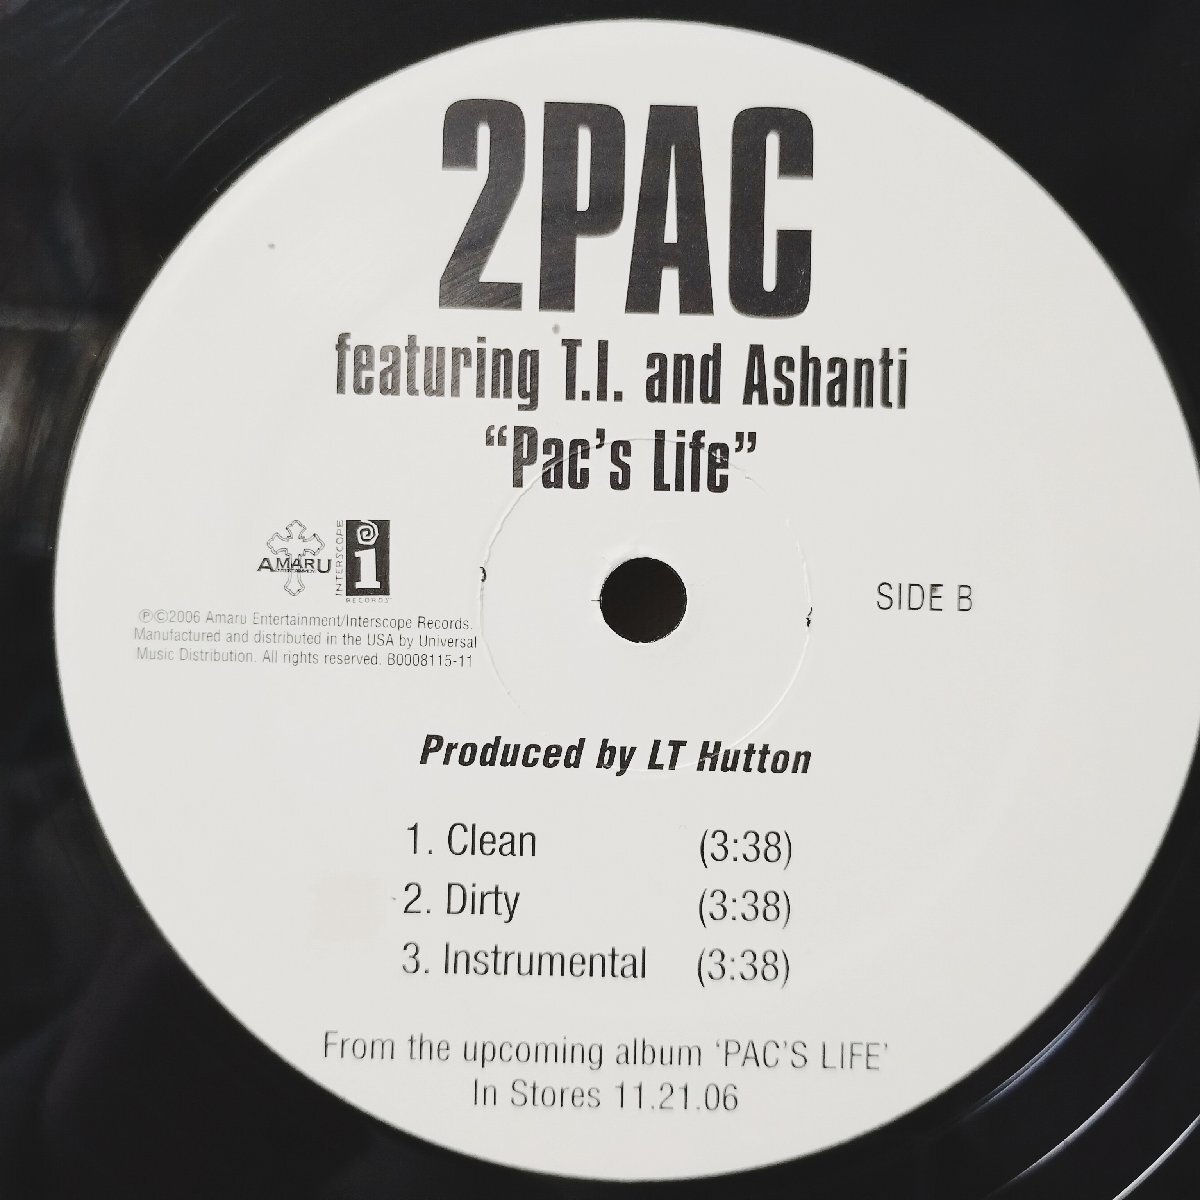 2PAC
featuring T.I. and Ashanti
“Pac’s Life”
AMARU
ENTERTAINMENT
INTERSCOPE
i
RECORDS
SIDE B
Ⓟ©2006 Amaru Entertainment/Interscope Records.
Manufactured and distributed in the USA by Universal
Music Distribution. All rights reserved. B0008115-11
Produced by LT Hutton
1. Clean (3:38)
2. Dirty (3:38)
3. Instrumental (3:38)
From the upcoming album ‘PAC’S LIFE’
In Stores 11.21.06